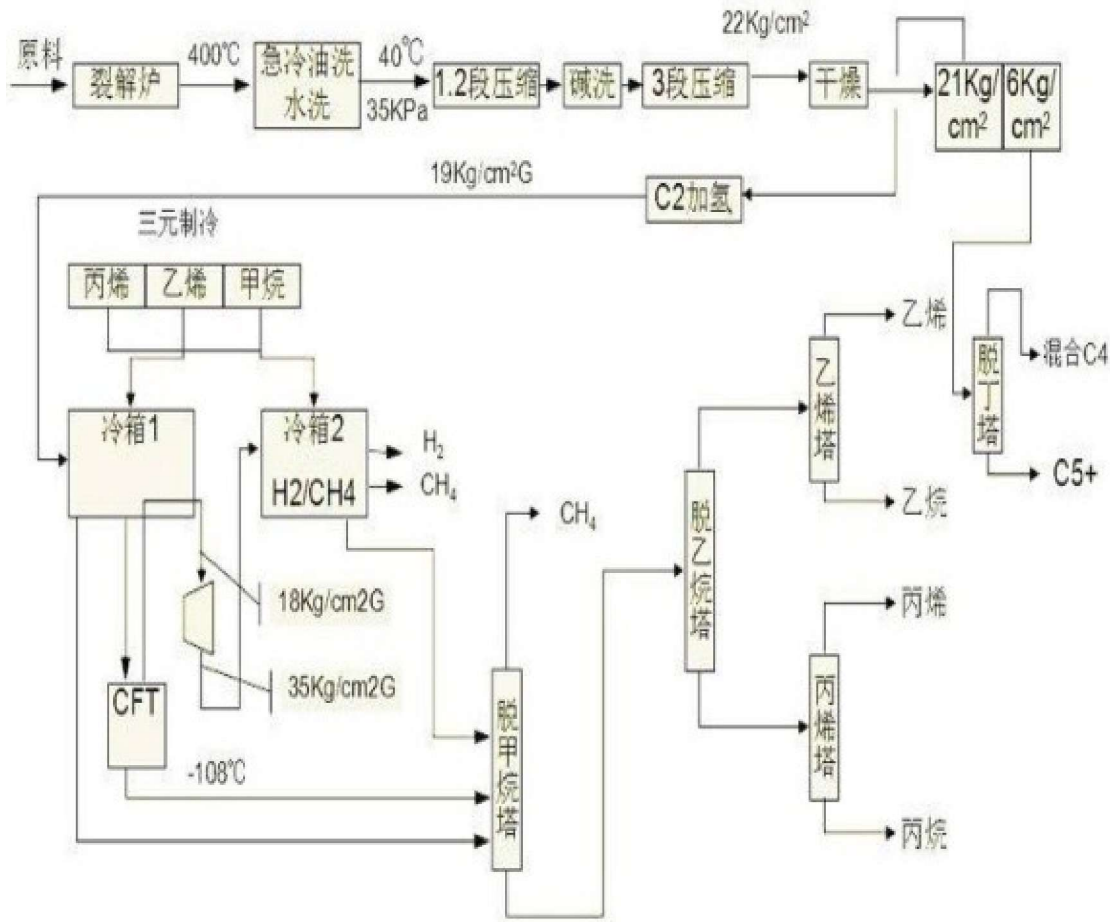 原料
裂解炉
400℃
急冷油洗
水洗
40℃
35KPa
1.2段压缩
碱洗
3段压缩
22Kg/cm²
干燥
21Kg/
cm²
6Kg/
cm²
19Kg/cm²G
C2加氢
三元制冷
丙烯
乙烯
甲烷
冷箱1
冷箱2
H2/CH4
H₂
CH₄
18Kg/cm2G
35Kg/cm2G
CFT
-108℃
脱甲烷塔
CH₄
脱乙烷塔
乙烯塔
乙烯
乙烷
丙烯塔
丙烯
丙烷
脱丁塔
混合C4
C5+